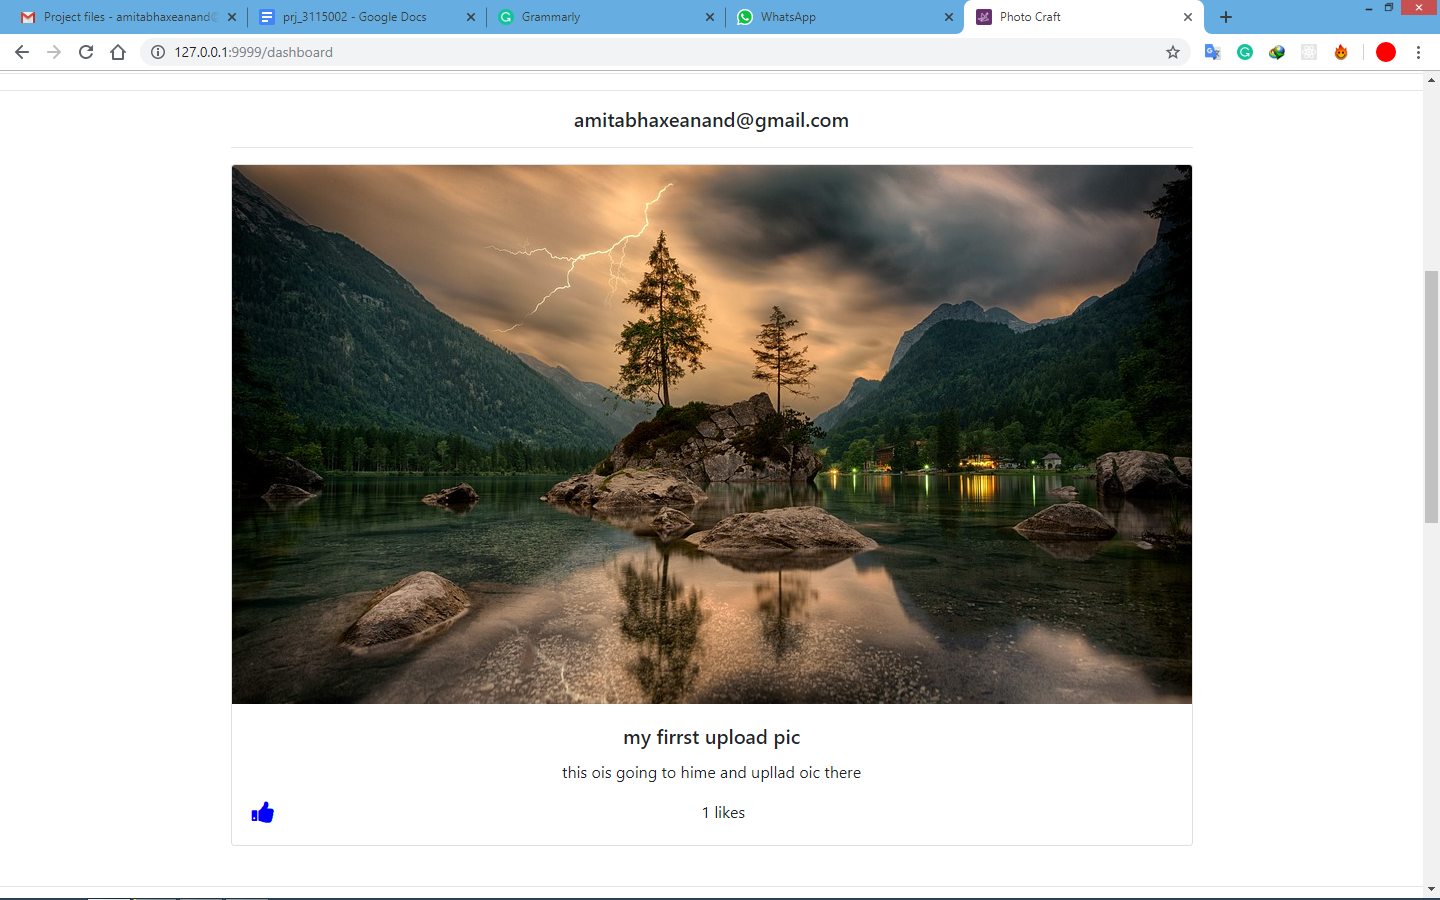 Project files - amitabhaxeanand@
prj_3115002 - Google Docs
Grammarly
WhatsApp
Photo Craft
127.0.0.1:9999/dashboard
amitabhaxeanand@gmail.com
my firrst upload pic
this ois going to hime and upllad oic there
1 likes